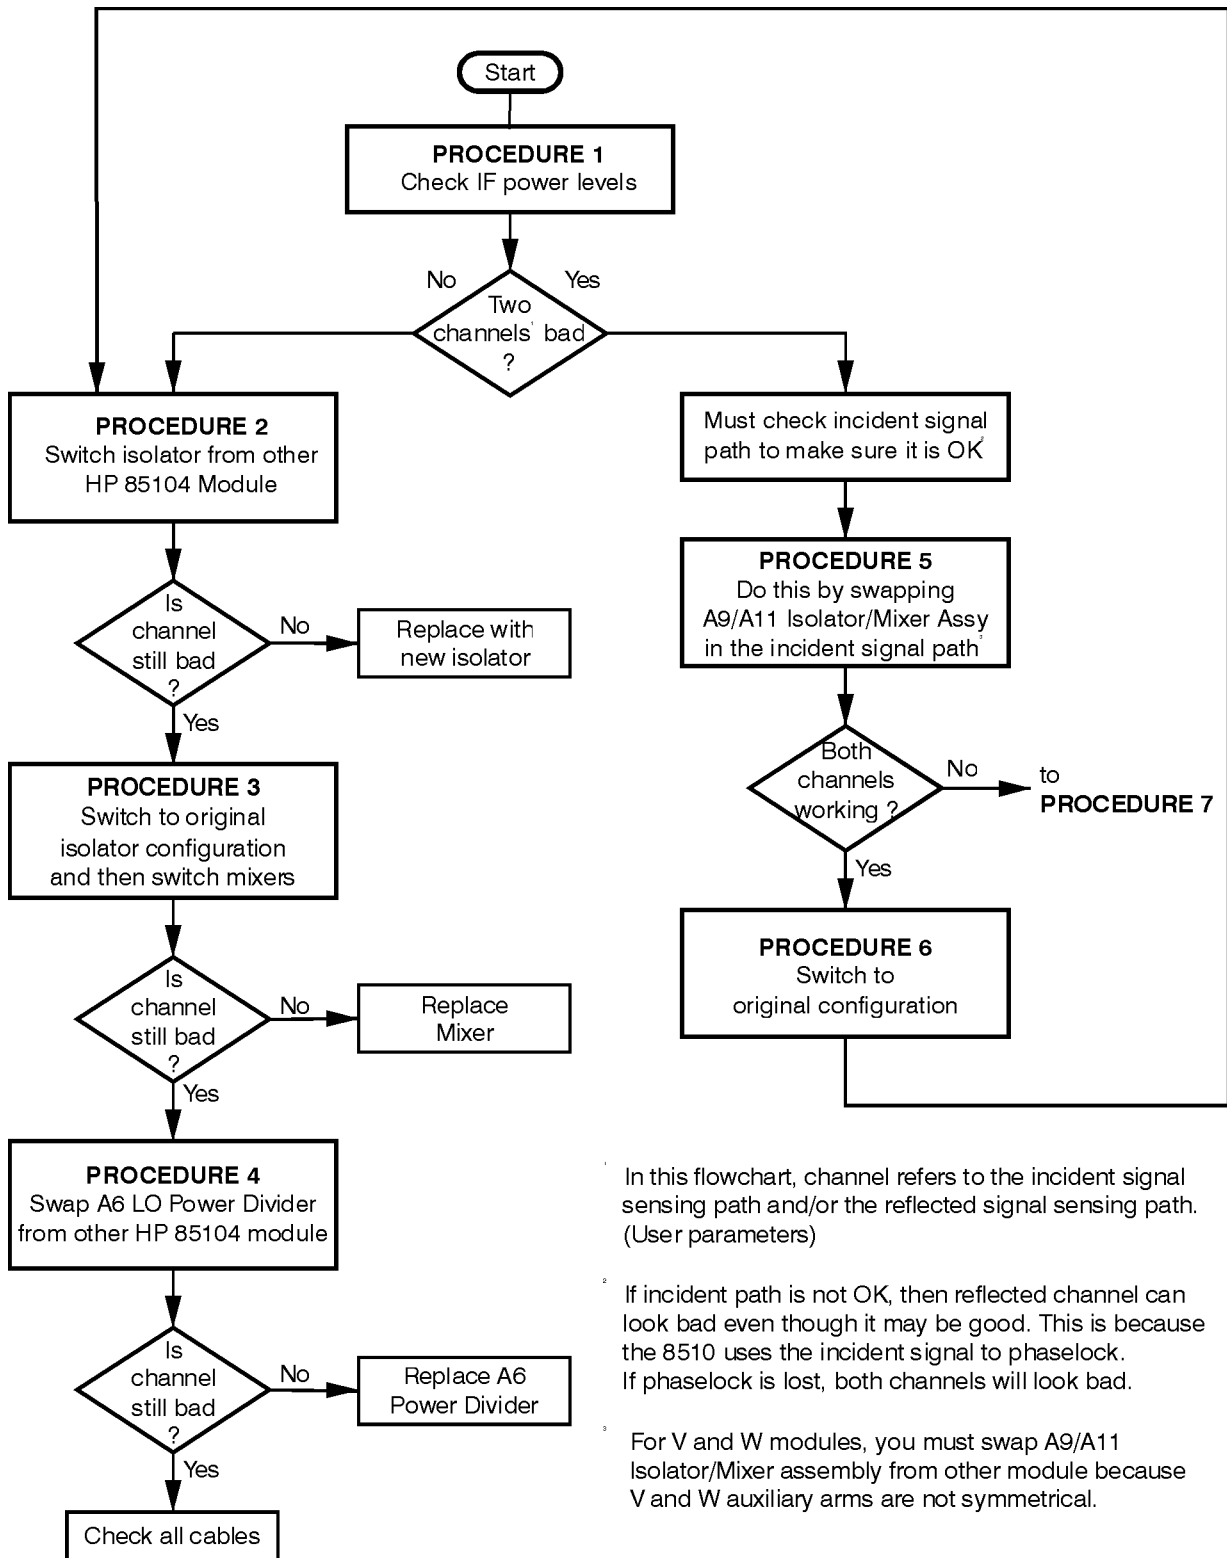 Start
PROCEDURE 1
Check IF power levels
No
Yes
Two
channels¹ bad
?
PROCEDURE 2
Switch isolator from other
HP 85104 Module
Is
channel
still bad
?
No
Replace with
new isolator
Yes
PROCEDURE 3
Switch to original
isolator configuration
and then switch mixers
Is
channel
still bad
?
No
Replace
Mixer
Yes
PROCEDURE 4
Swap A6 LO Power Divider
from other HP 85104 module
Is
channel
still bad
?
No
Replace A6
Power Divider
Yes
Check all cables
Must check incident signal
path to make sure it is OK²
PROCEDURE 5
Do this by swapping
A9/A11 Isolator/Mixer Assy
in the incident signal path³
Both
channels
working ?
No
to
PROCEDURE 7
Yes
PROCEDURE 6
Switch to
original configuration
¹ In this flowchart, channel refers to the incident signal
sensing path and/or the reflected signal sensing path.
(User parameters)
² If incident path is not OK, then reflected channel can
look bad even though it may be good. This is because
the 8510 uses the incident signal to phaselock.
If phaselock is lost, both channels will look bad.
³ For V and W modules, you must swap A9/A11
Isolator/Mixer assembly from other module because
V and W auxiliary arms are not symmetrical.